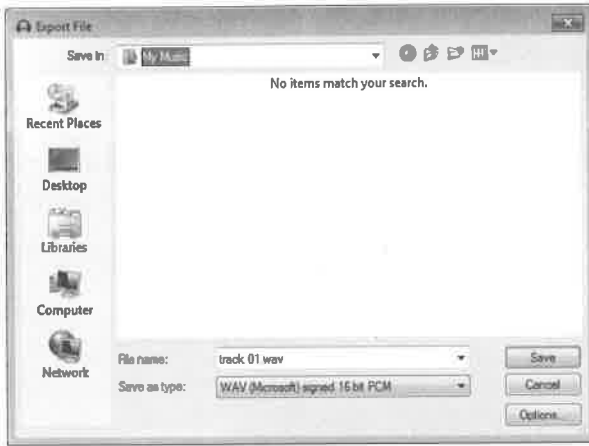 Export File
Save in:
My Music
No items match your search.
Recent Places
Desktop
Libraries
Computer
Network
File name:
track 01.wav
Save as type:
WAV (Microsoft) signed 16 bit PCM
Save
Cancel
Options...